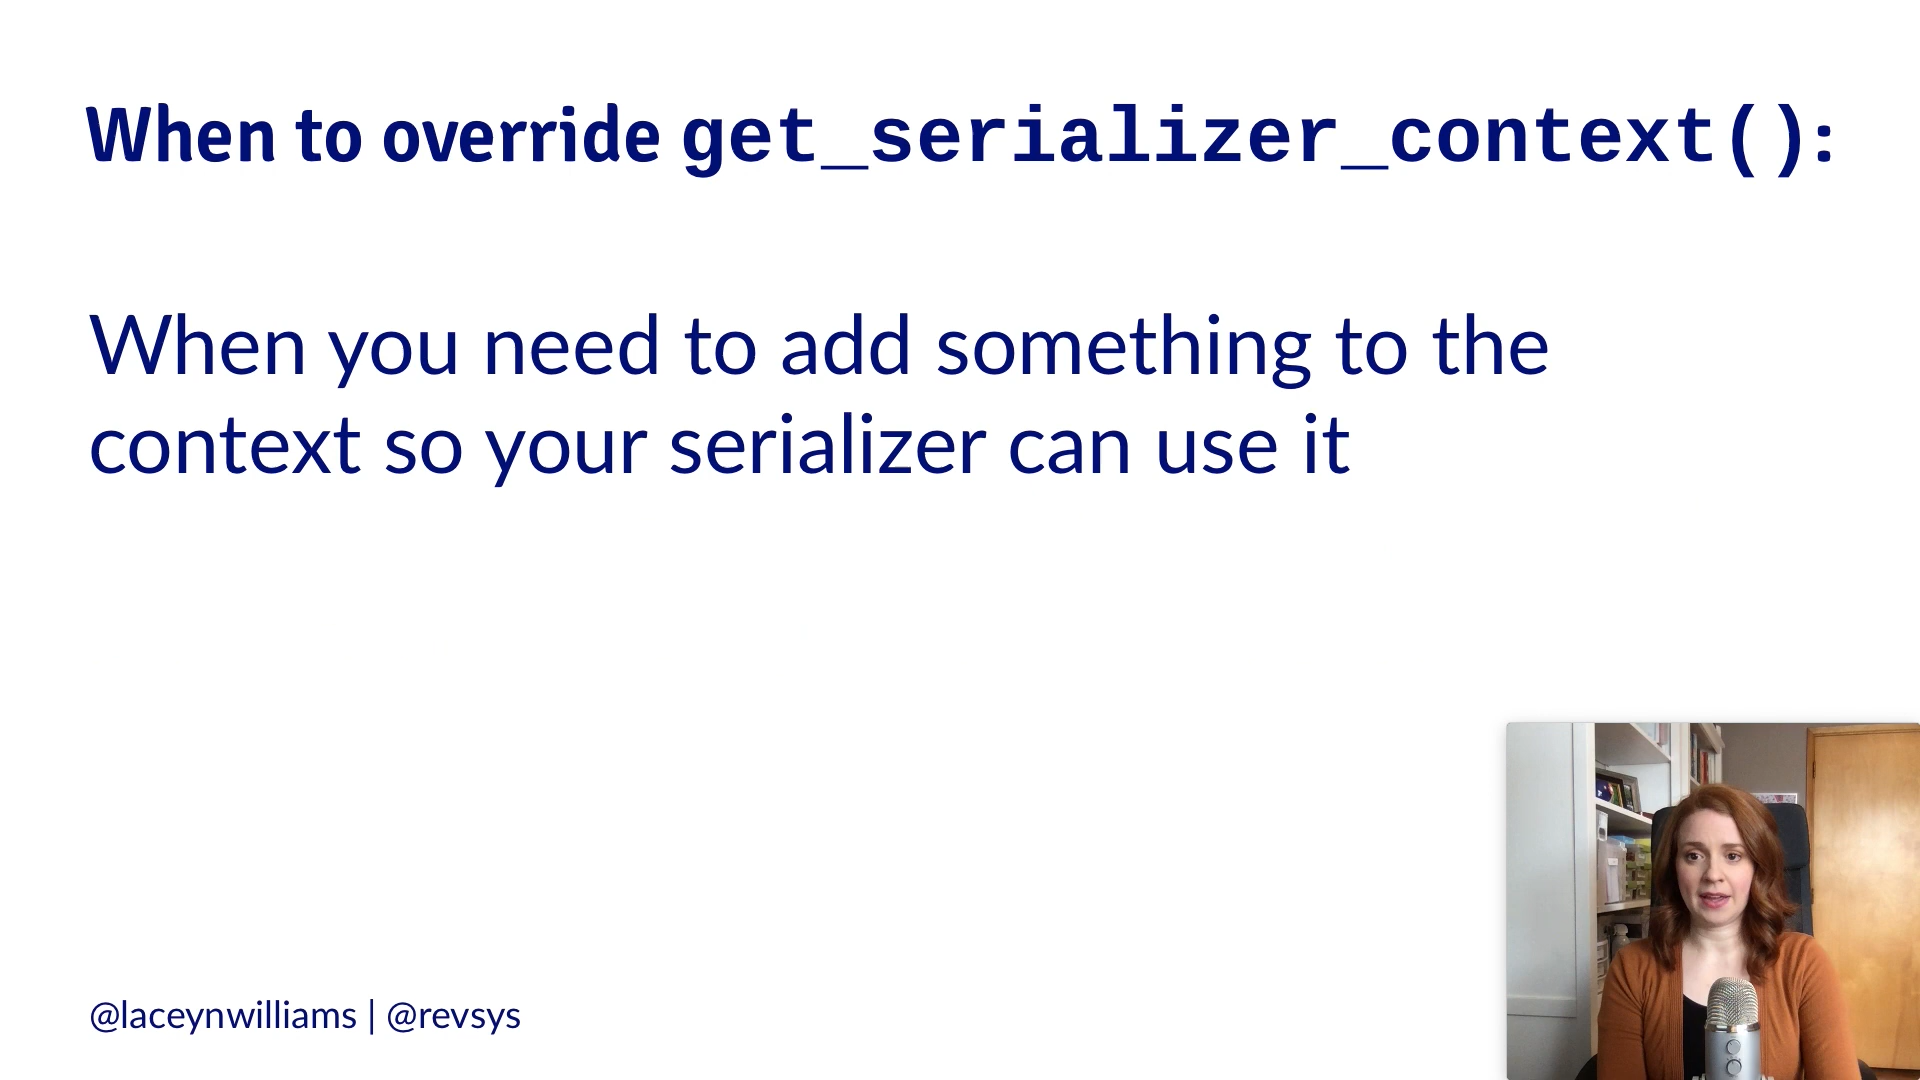 When to override get_serializer_context():
When you need to add something to the
context so your serializer can use it
@laceynwilliams | @revsys